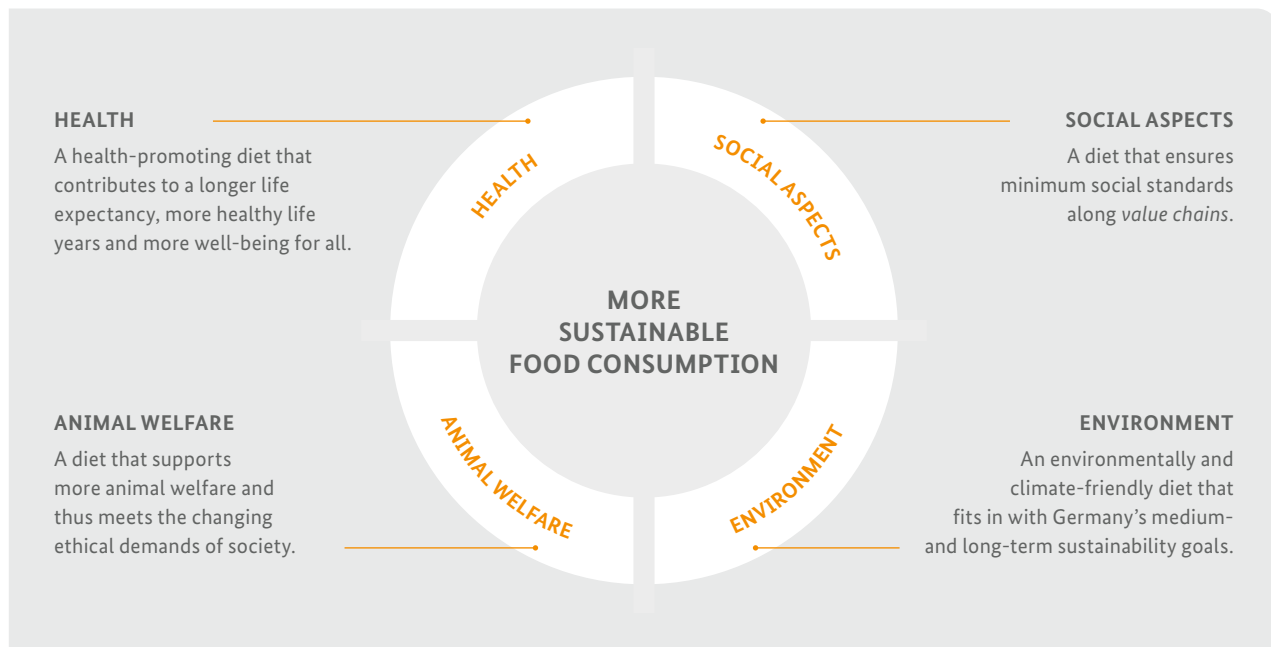 HEALTH
A health-promoting diet that
contributes to a longer life
expectancy, more healthy life
years and more well-being for all.
HEALTH
SOCIAL ASPECTS
SOCIAL ASPECTS
A diet that ensures
minimum social standards
along value chains.
MORE
SUSTAINABLE
FOOD CONSUMPTION
ANIMAL WELFARE
A diet that supports
more animal welfare and
thus meets the changing
ethical demands of society.
ANIMAL WELFARE
ENVIRONMENT
ENVIRONMENT
An environmentally and
climate-friendly diet that
fits in with Germany’s medium-
and long-term sustainability goals.